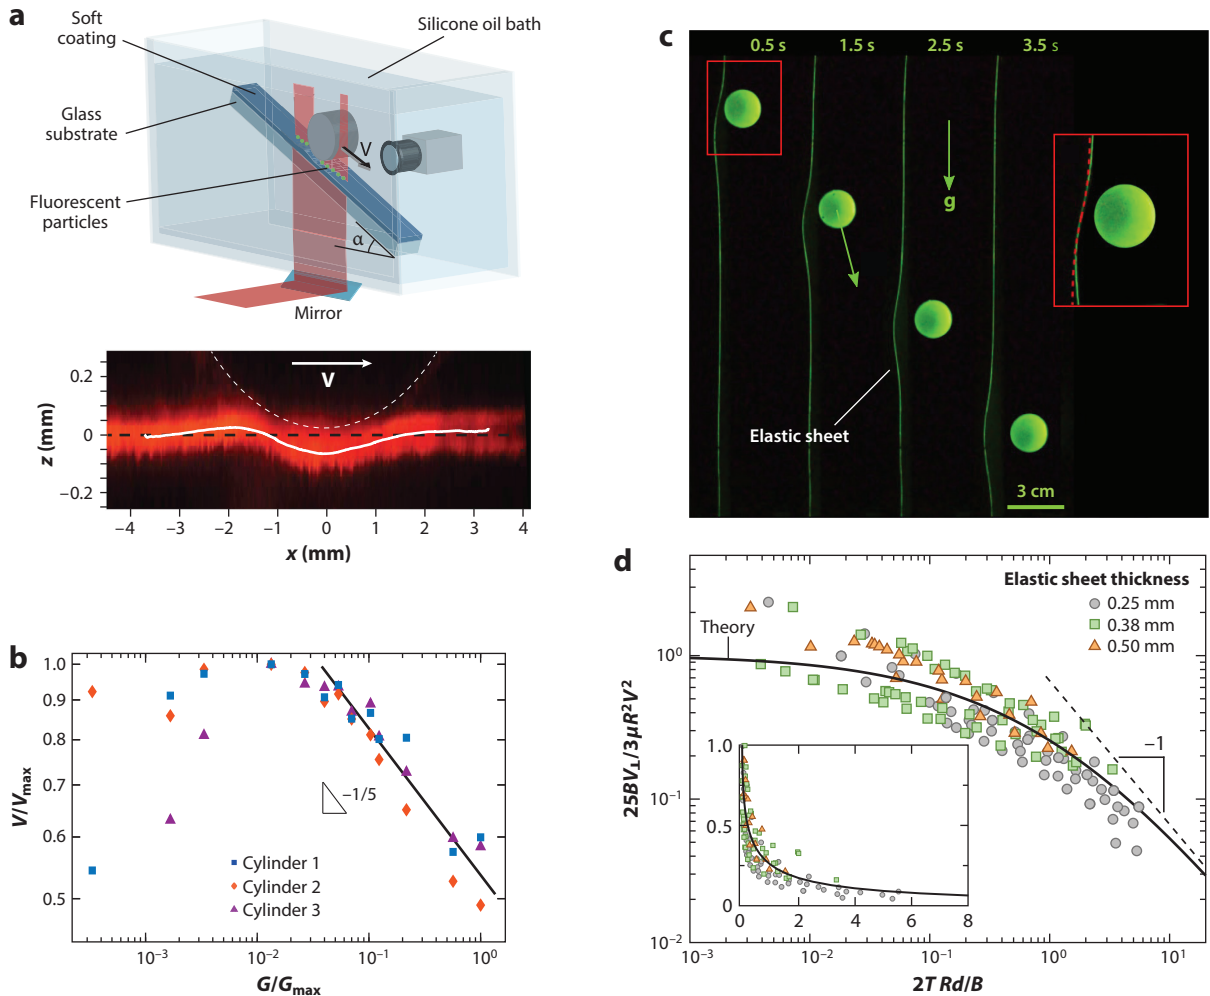 a
Soft
coating
Silicone oil bath
Glass
substrate
V
Fluorescent
particles
α
Mirror
0.2
0
−0.2
z (mm)
V
−4 −3 −2 −1 0 1 2 3 4
x (mm)
b
1.0
0.9
0.8
0.7
0.6
0.5
V/Vmax
−1/5
Cylinder 1
Cylinder 2
Cylinder 3
10⁻³ 10⁻² 10⁻¹ 10⁰
G/Gmax
c
0.5 s 1.5 s 2.5 s 3.5 s
g
Elastic sheet
3 cm
d
Elastic sheet thickness
0.25 mm
0.38 mm
0.50 mm
Theory
−1
10⁰
10⁻¹
10⁻²
25BV⊥/3μR²V²
1.0
0.5
0
0 2 4 6 8
10⁻³ 10⁻² 10⁻¹ 10⁰ 10¹
2T Rd/B